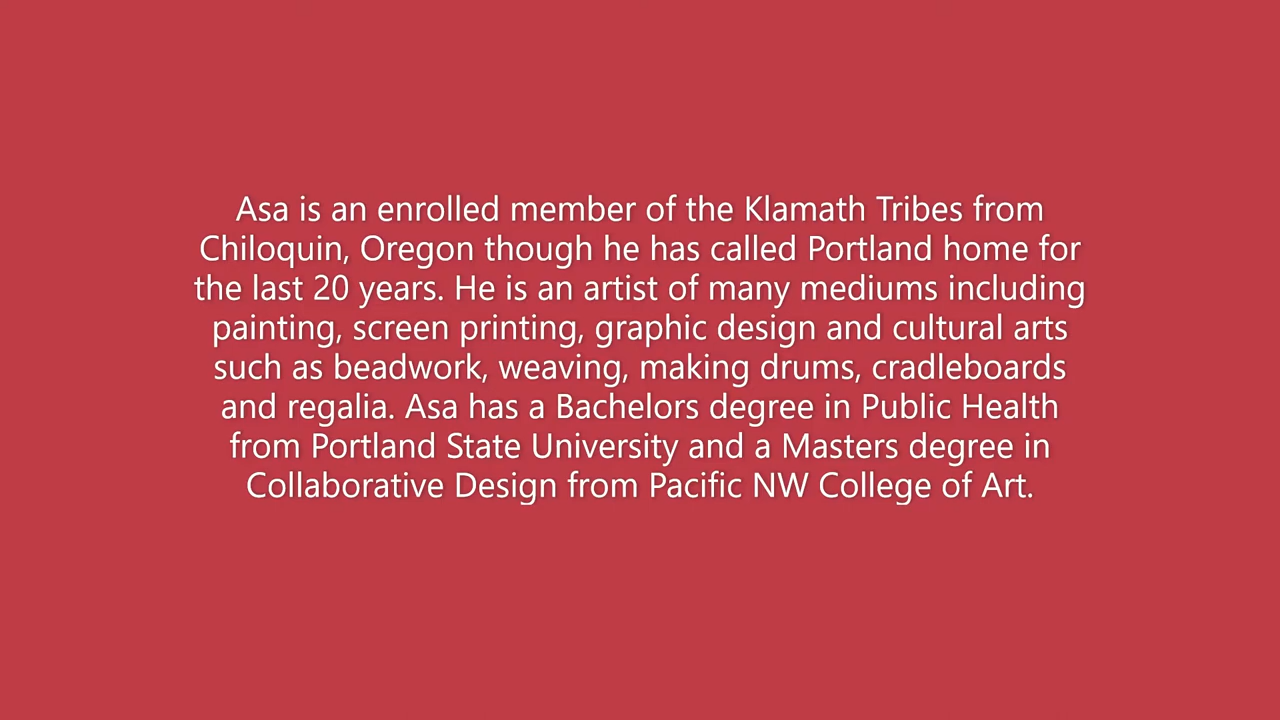 Asa is an enrolled member of the Klamath Tribes from
Chiloquin, Oregon though he has called Portland home for
the last 20 years. He is an artist of many mediums including
painting, screen printing, graphic design and cultural arts
such as beadwork, weaving, making drums, cradleboards
and regalia. Asa has a Bachelors degree in Public Health
from Portland State University and a Masters degree in
Collaborative Design from Pacific NW College of Art.